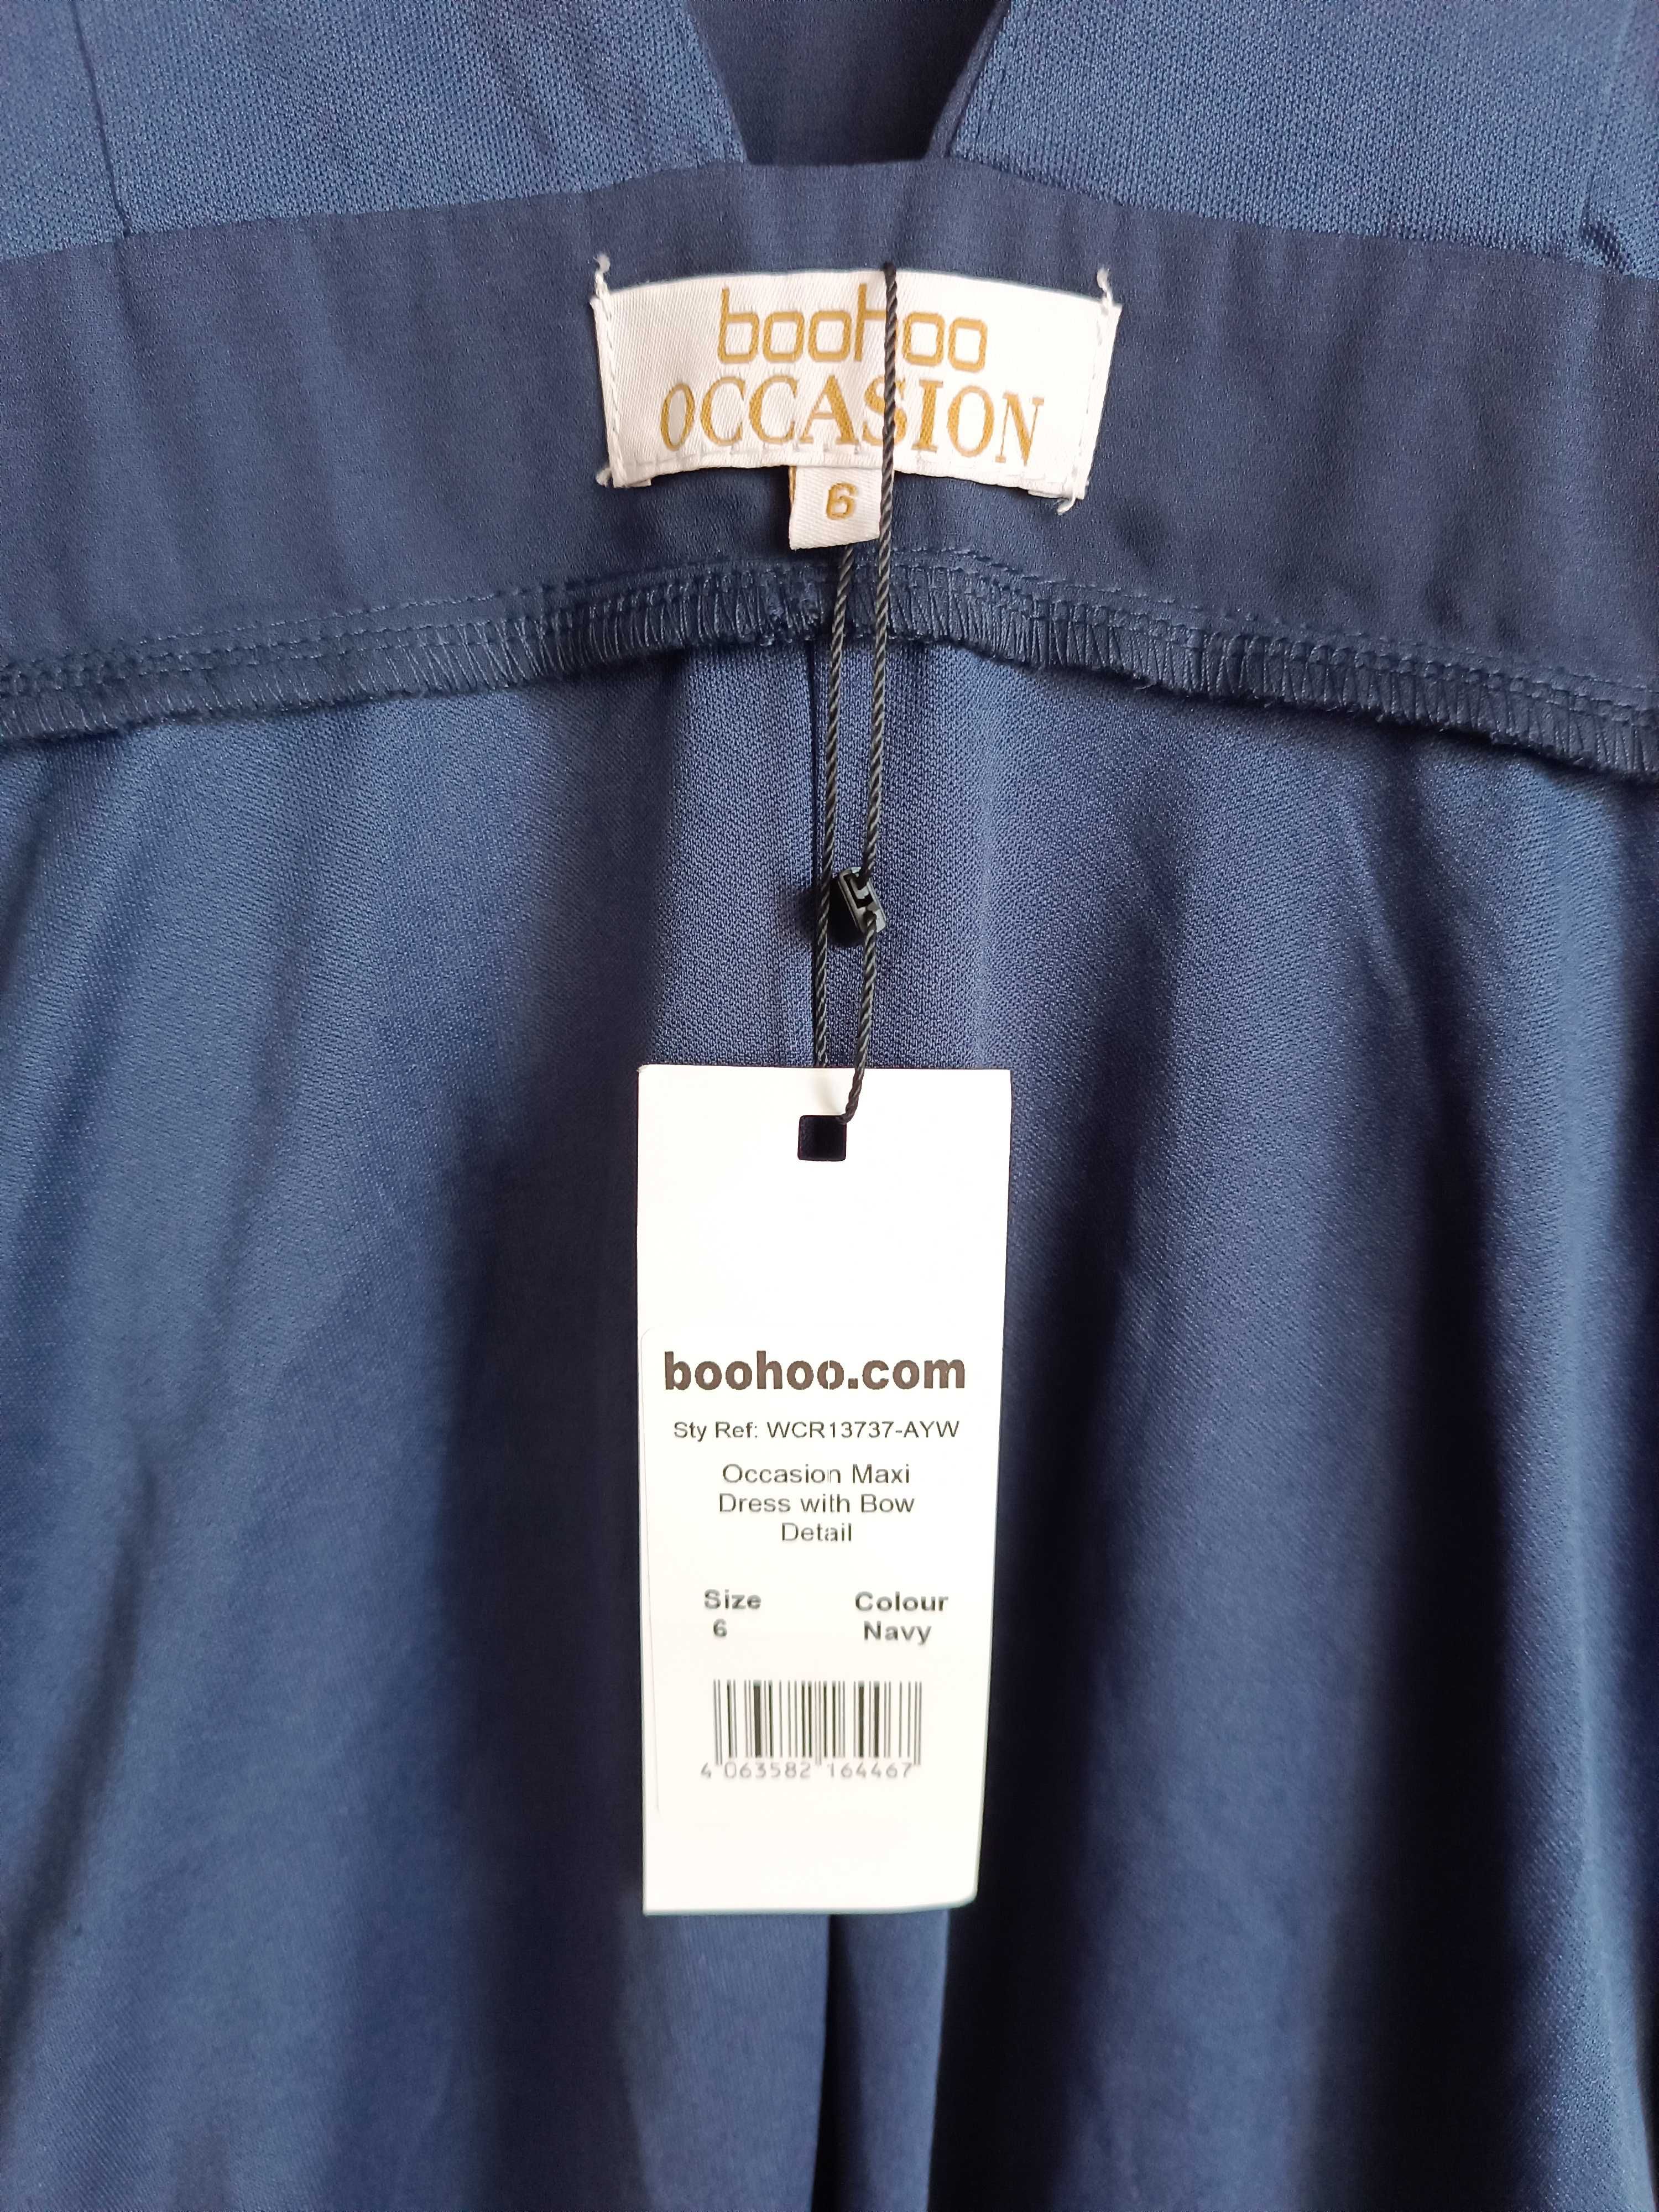 boohoo
OCCASION
6
boohoo.com
Sty Ref: WCR13737-AYW
Occasion Maxi
Dress with Bow
Detail
Size Colour
6 Navy
4 063582 164467